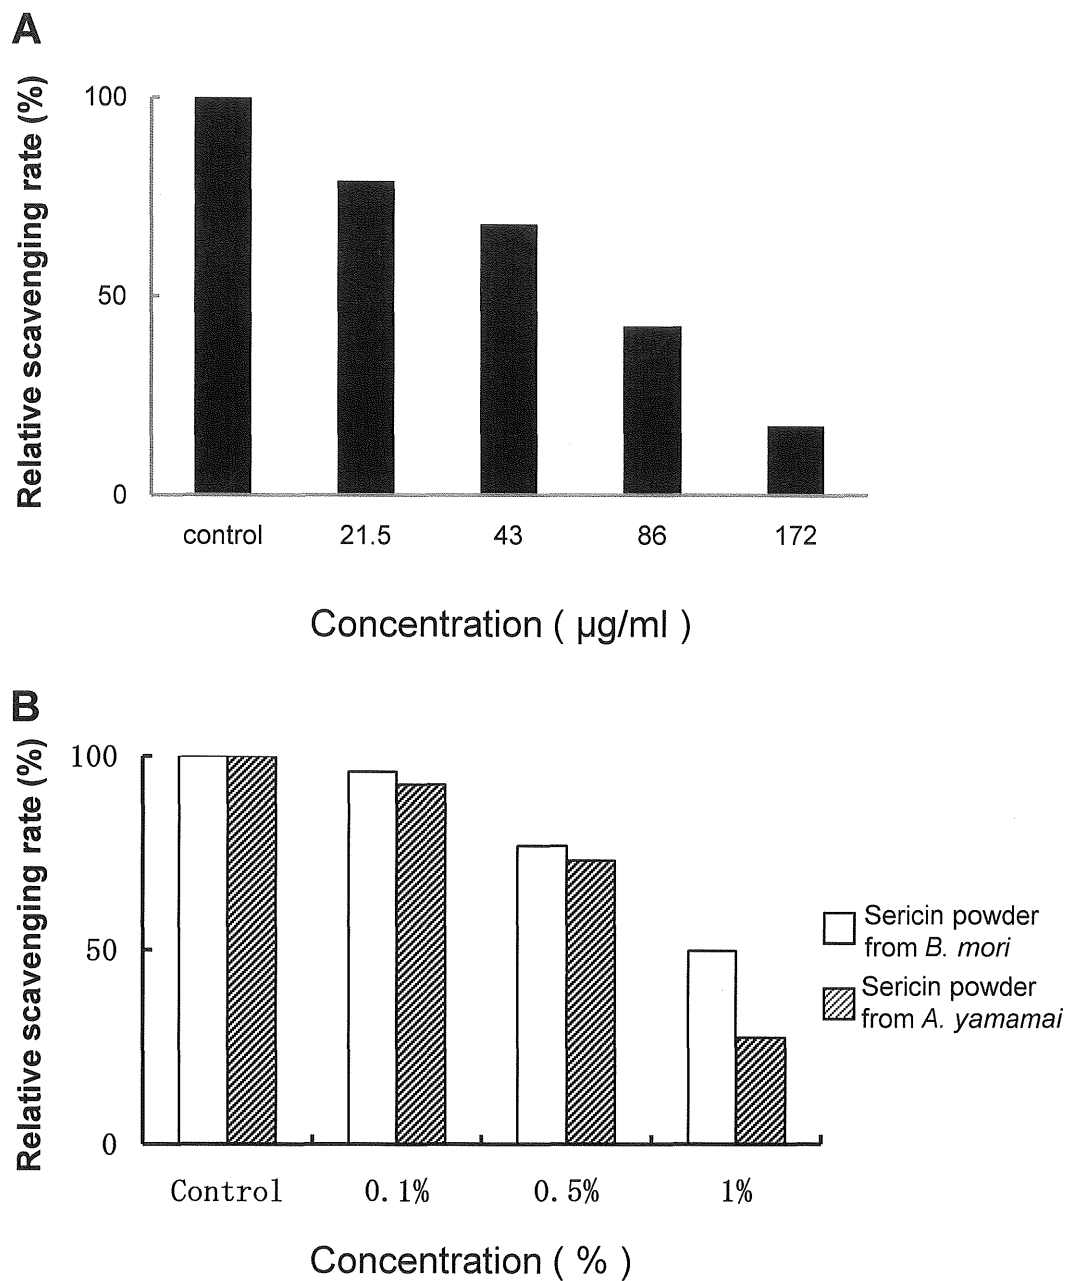 A
Relative scavenging rate (%)
100
50
0
control 21.5 43 86 172
Concentration ( µg/ml )
B
Relative scavenging rate (%)
100
50
0
Control 0.1% 0.5% 1%
Concentration ( % )
Sericin powder
from B. mori
Sericin powder
from A. yamamai